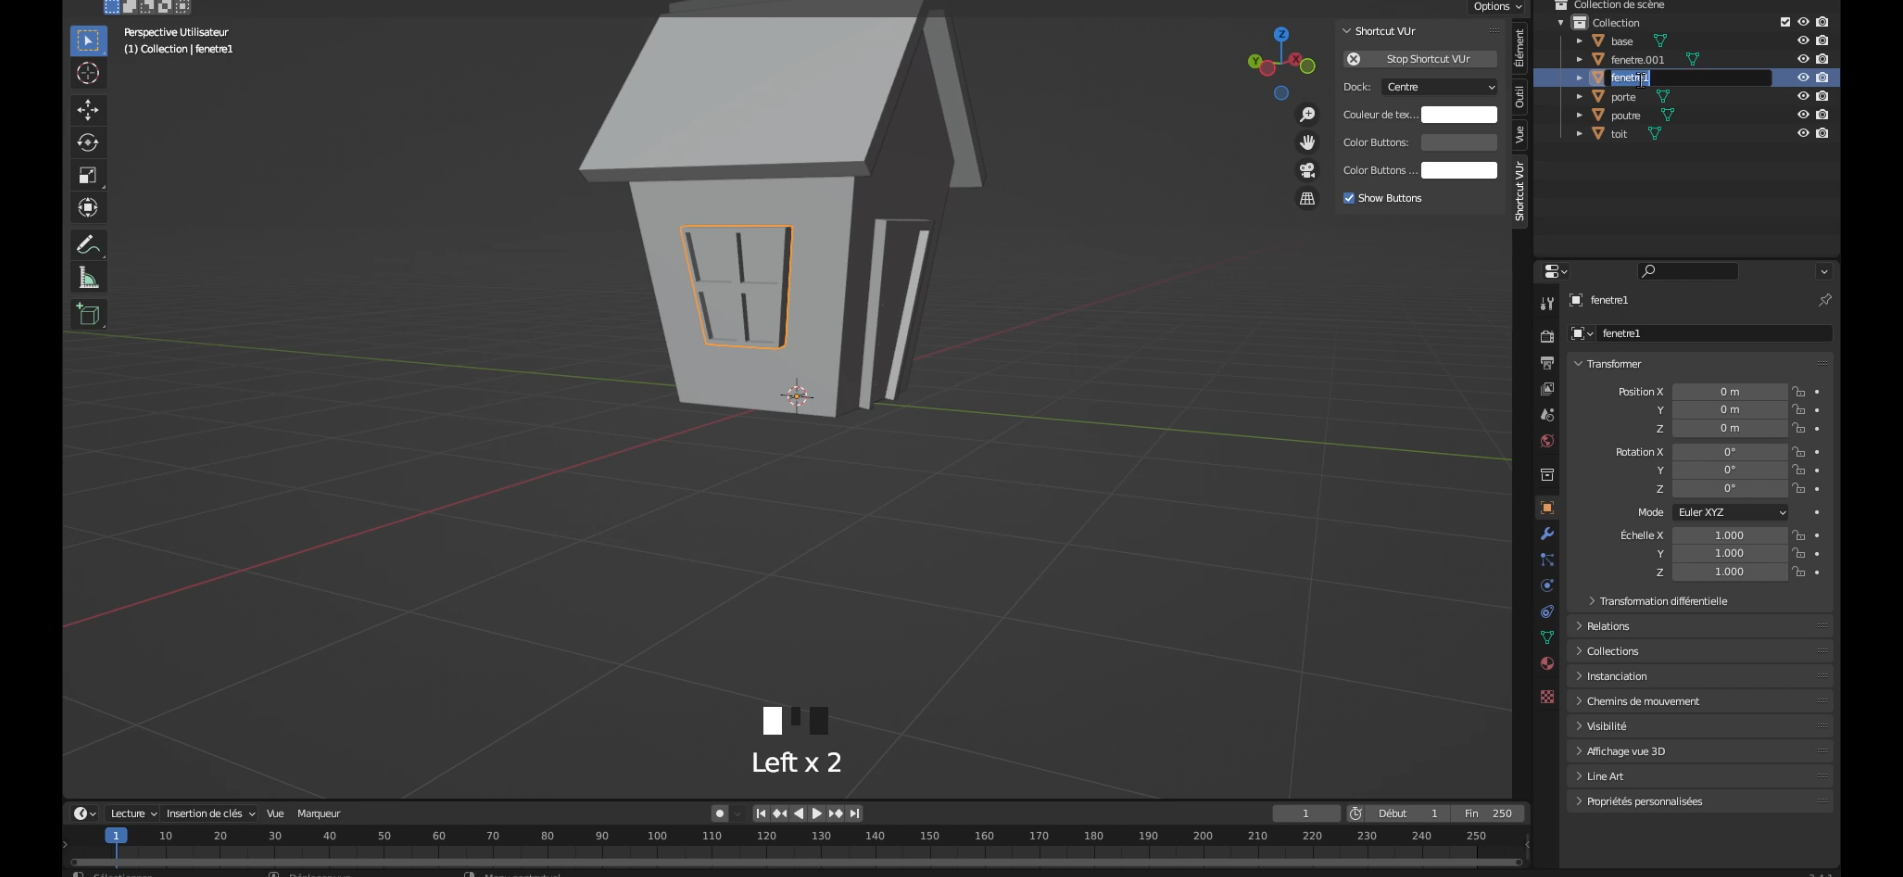 Options
Perspective Utilisateur
(1) Collection | fenetre1
Shortcut VUr
Stop Shortcut VUr
Dock: Centre
Couleur de tex...
Color Buttons:
Color Buttons ...
Show Buttons
Élément
Outil
Vue
Shortcut VUr
Z
Y
X
Collection de scène
Collection
base
fenetre.001
fenetre1
porte
poutre
toit
fenetre1
fenetre1
Transformer
Position X 0 m
Y 0 m
Z 0 m
Rotation X 0°
Y 0°
Z 0°
Mode Euler XYZ
Échelle X 1.000
Y 1.000
Z 1.000
Transformation différentielle
Relations
Collections
Instanciation
Chemins de mouvement
Visibilité
Affichage vue 3D
Line Art
Propriétés personnalisées
Left x 2
Lecture Insertion de clés Vue Marqueur
1 Début 1 Fin 250
1 10 20 30 40 50 60 70 80 90 100 110 120 130 140 150 160 170 180 190 200 210 220 230 240 250